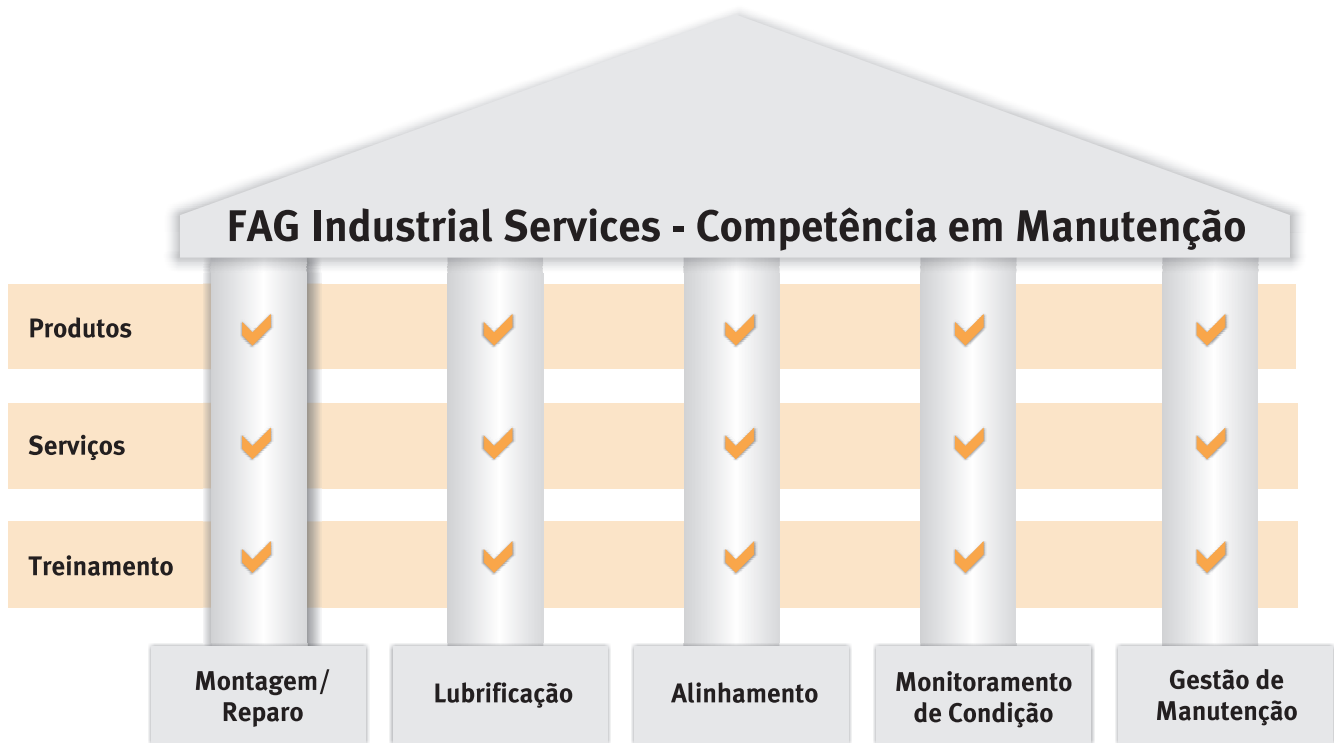 FAG Industrial Services - Competência em Manutenção
Produtos
Serviços
Treinamento
Montagem/
Reparo
Lubrificação
Alinhamento
Monitoramento
de Condição
Gestão de
Manutenção